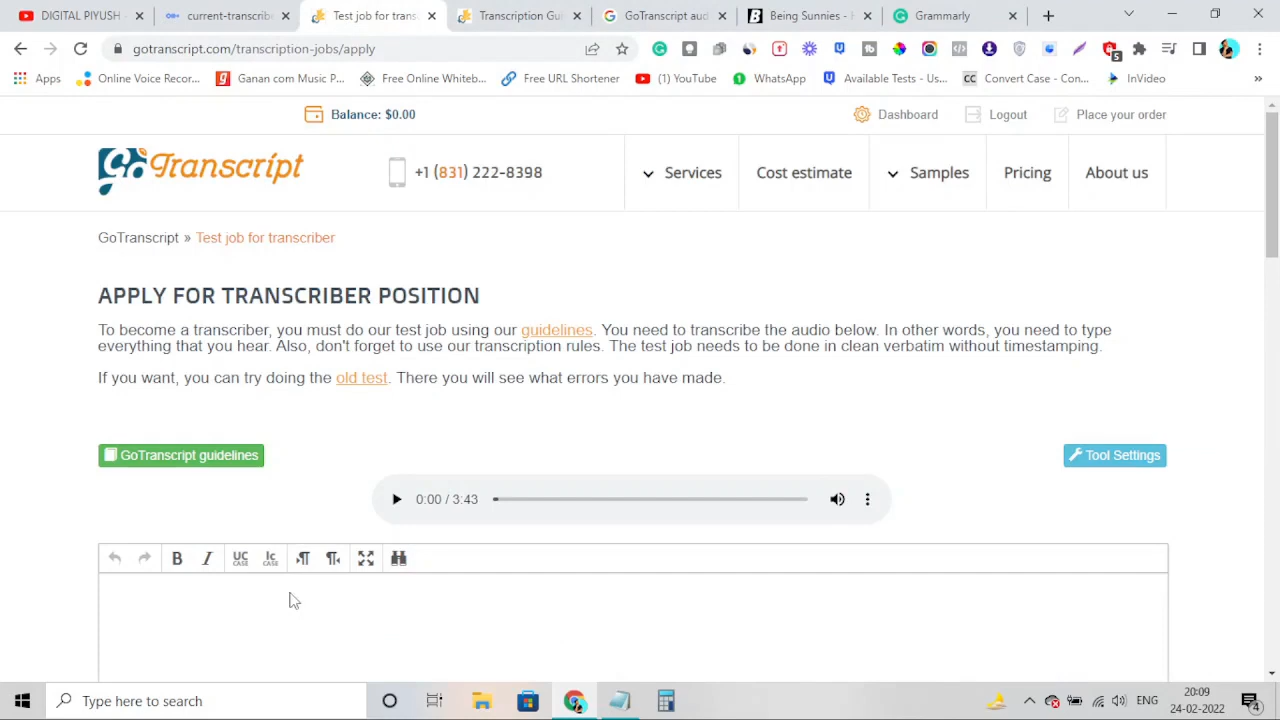 DIGITAL PIYUSH -
current-transcribe
Test job for trans
Transcription Gui
GoTranscript aud
Being Sunnies - H
Grammarly
gotranscript.com/transcription-jobs/apply
5
Apps
Online Voice Recor...
Ganan com Music P...
Free Online Whiteb...
Free URL Shortener
(1) YouTube
WhatsApp
Available Tests - Us...
CC
Convert Case - Con...
InVideo
»
Balance: $0.00
Dashboard
Logout
Place your order
GoTranscript
+1 (831) 222-8398
Services
Cost estimate
Samples
Pricing
About us
GoTranscript » Test job for transcriber
APPLY FOR TRANSCRIBER POSITION
To become a transcriber, you must do our test job using our guidelines. You need to transcribe the audio below. In other words, you need to type
everything that you hear. Also, don't forget to use our transcription rules. The test job needs to be done in clean verbatim without timestamping.
If you want, you can try doing the old test. There you will see what errors you have made.
GoTranscript guidelines
Tool Settings
0:00 / 3:43
B
I
UC
CASE
lc
CASE
Type here to search
ENG
20:09
24-02-2022
4